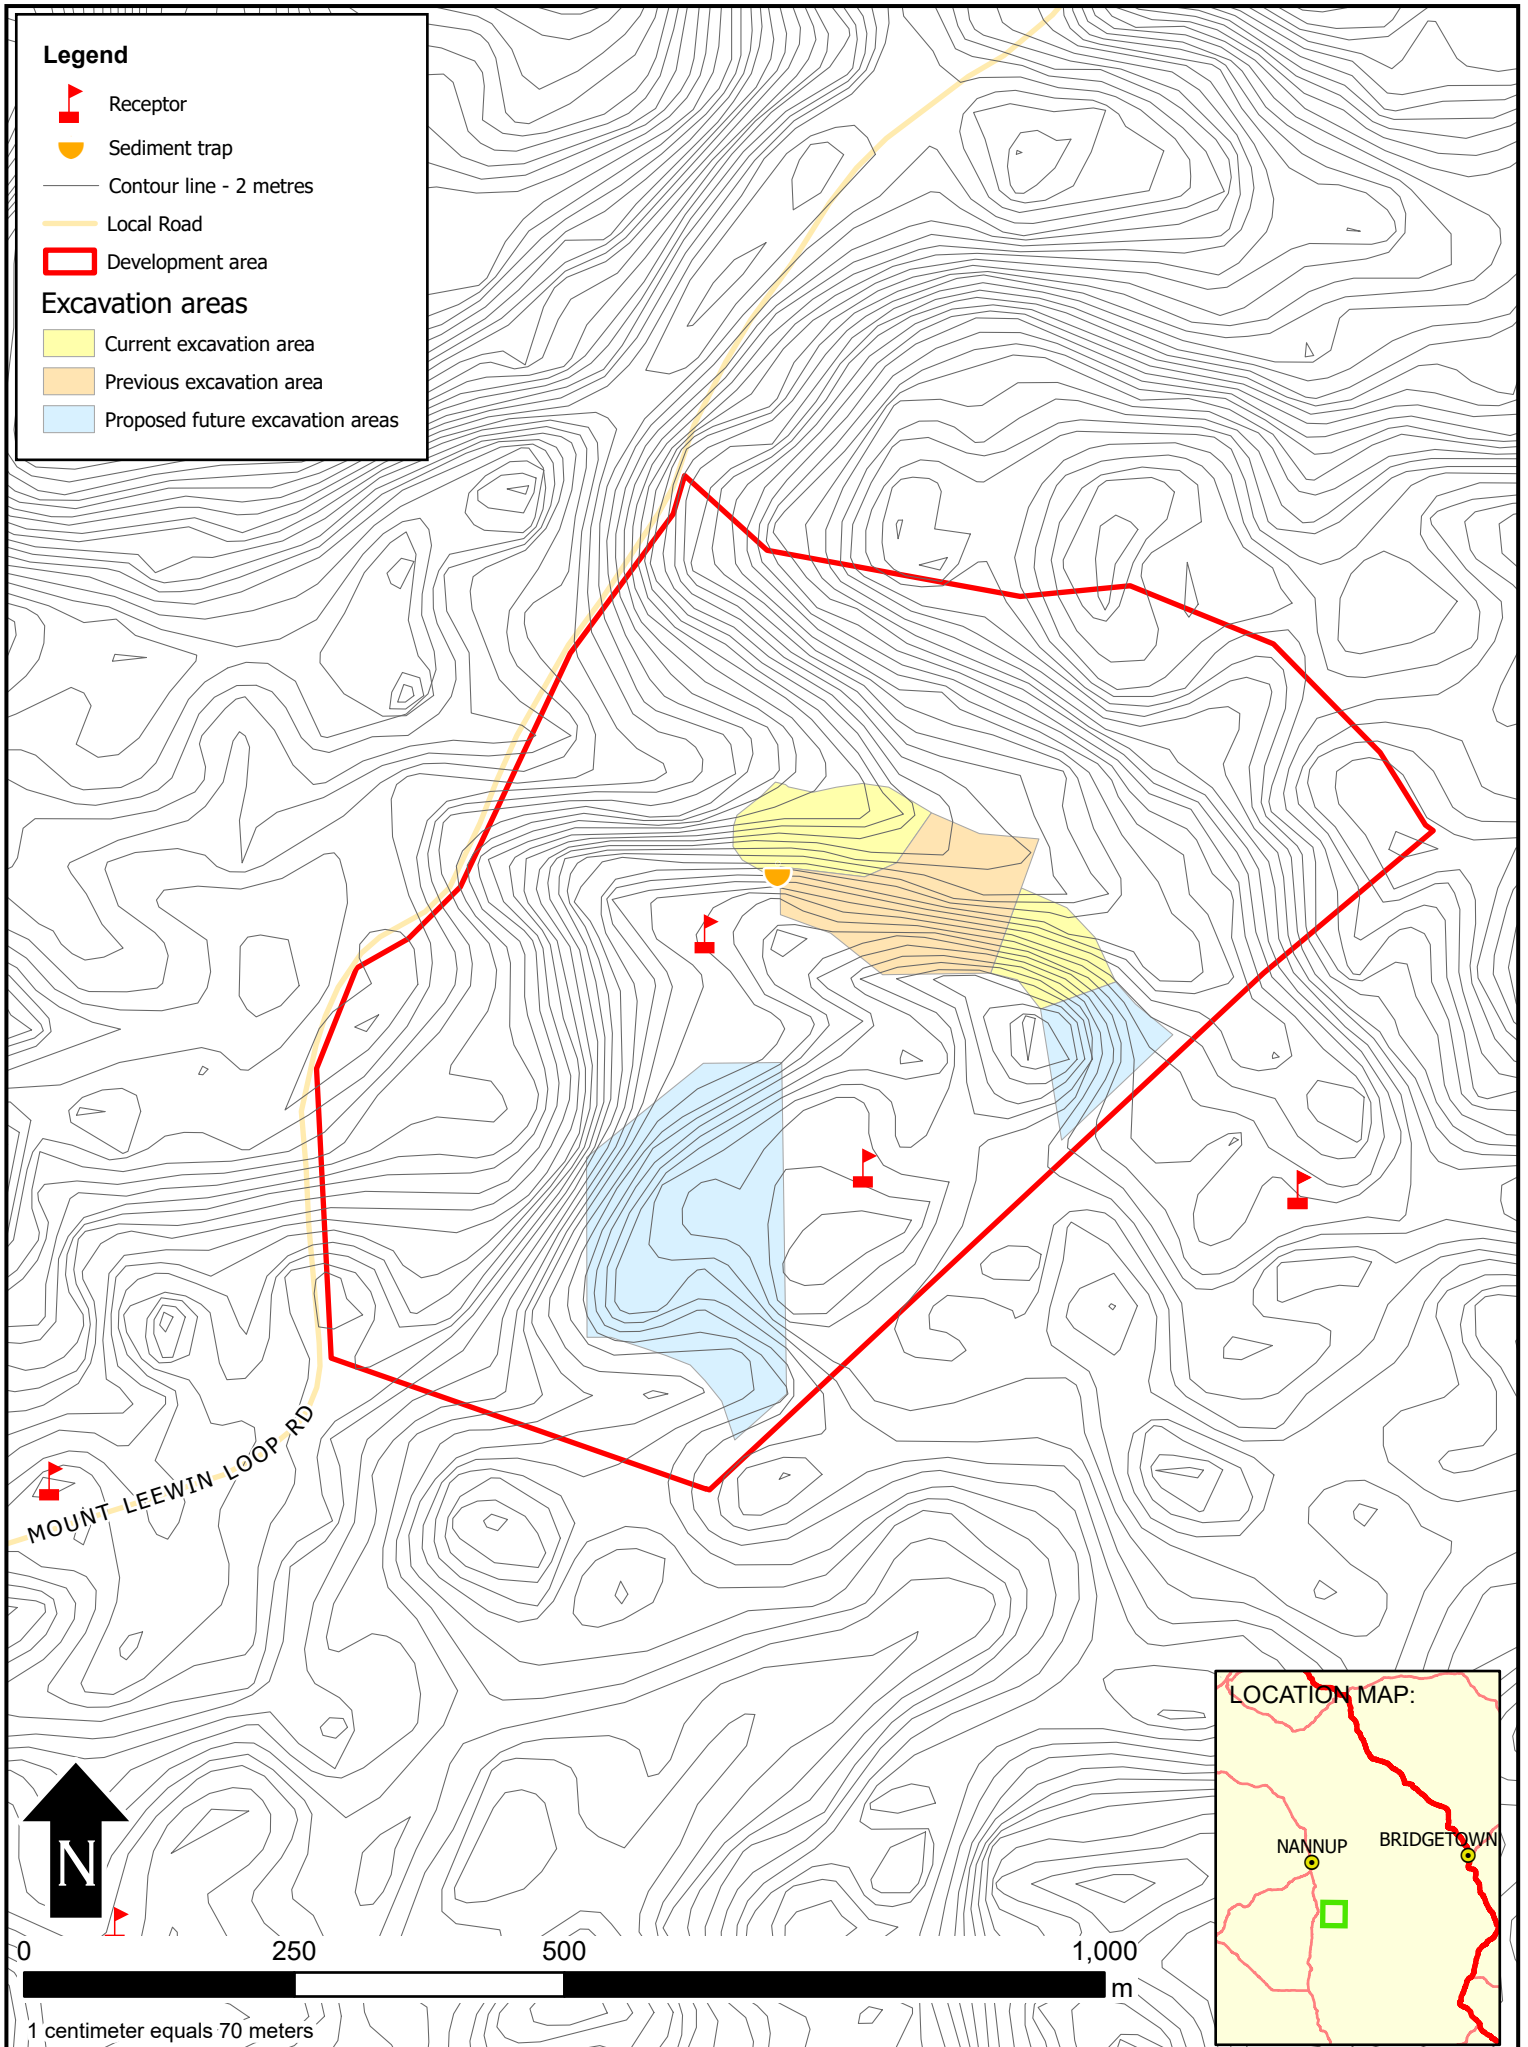 Legend
Receptor
Sediment trap
Contour line - 2 metres
Local Road
Development area
Excavation areas
Current excavation area
Previous excavation area
Proposed future excavation areas
MOUNT LEEWIN LOOP RD
LOCATION MAP:
NANNUP
BRIDGETOWN
N
0 250 500 1,000
m
1 centimeter equals 70 meters